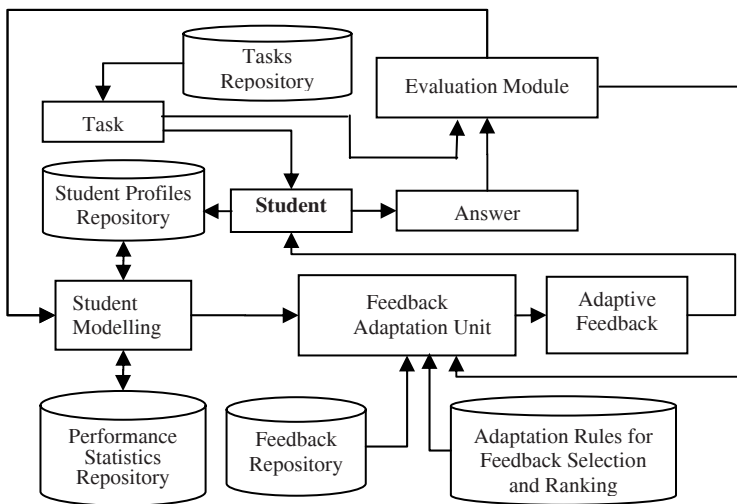 Tasks
Repository
Evaluation Module
Task
Student Profiles
Repository
Student
Answer
Student
Modelling
Feedback
Adaptation Unit
Adaptive
Feedback
Performance
Statistics
Repository
Feedback
Repository
Adaptation Rules for
Feedback Selection
and Ranking